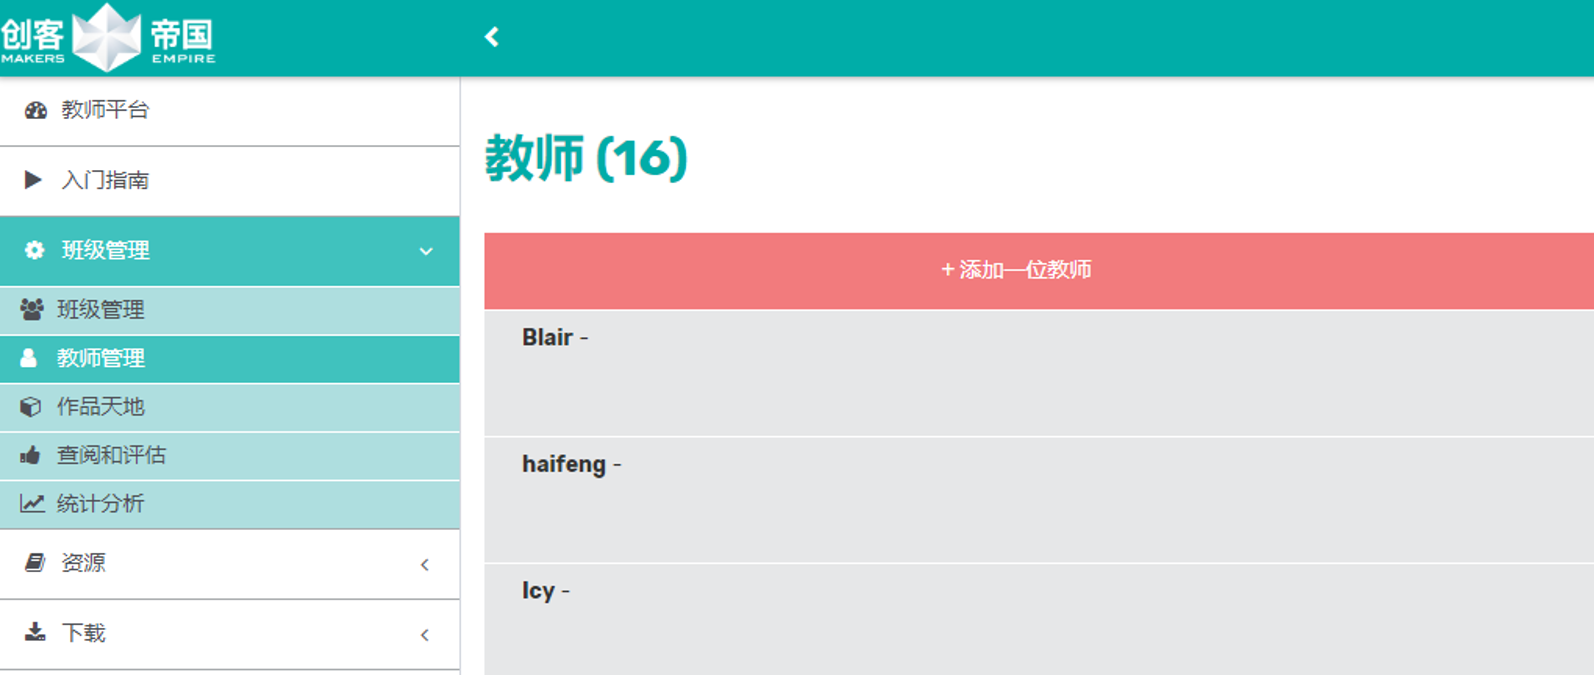 创客 帝国
MAKERS EMPIRE
教师平台
入门指南
班级管理
班级管理
教师管理
作品天地
查阅和评估
统计分析
资源
下载
教师 (16)
+ 添加一位教师
Blair -
haifeng -
Icy -